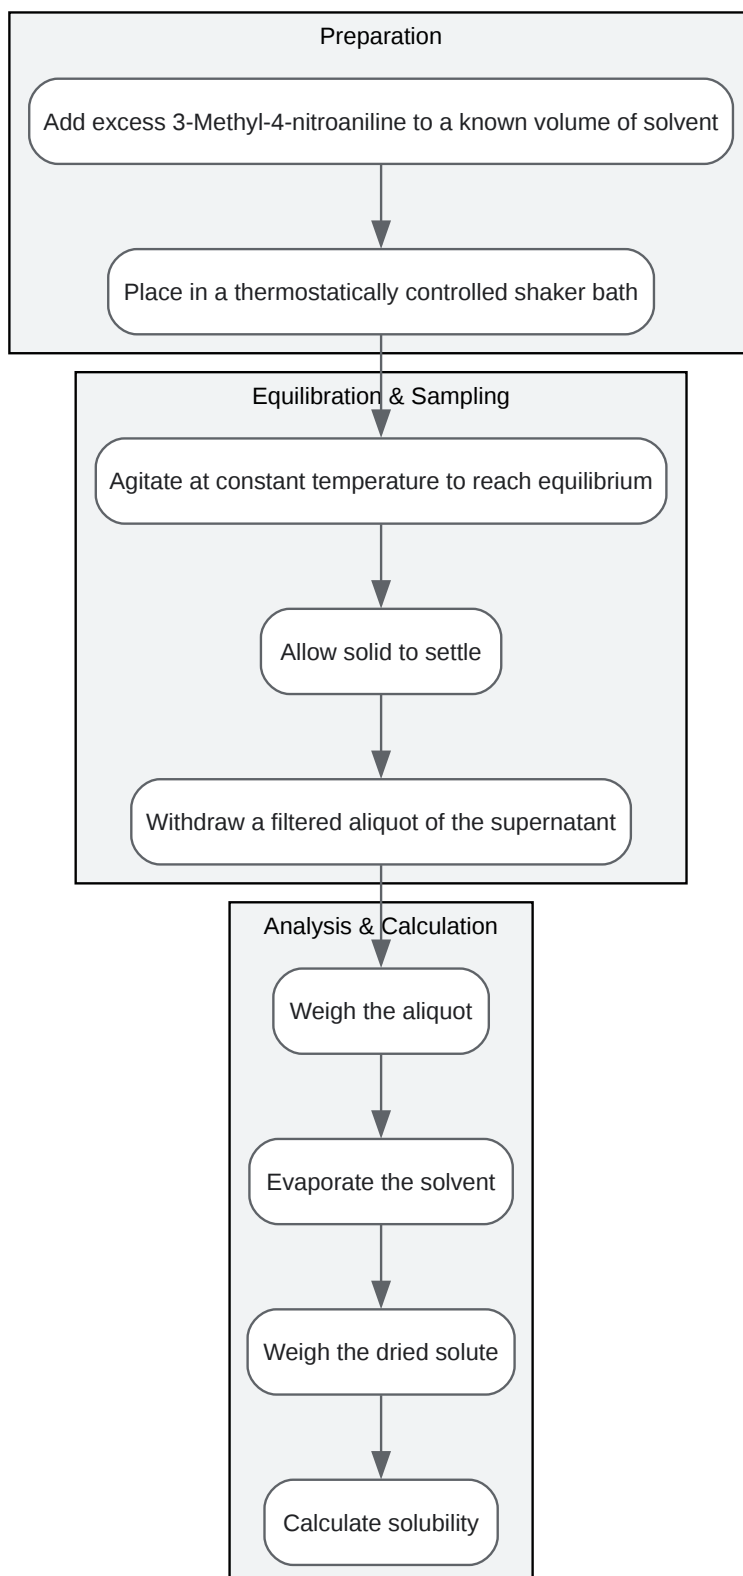 Preparation
Add excess 3-Methyl-4-nitroaniline to a known volume of solvent
Place in a thermostatically controlled shaker bath
Equilibration & Sampling
Agitate at constant temperature to reach equilibrium
Allow solid to settle
Withdraw a filtered aliquot of the supernatant
Analysis & Calculation
Weigh the aliquot
Evaporate the solvent
Weigh the dried solute
Calculate solubility